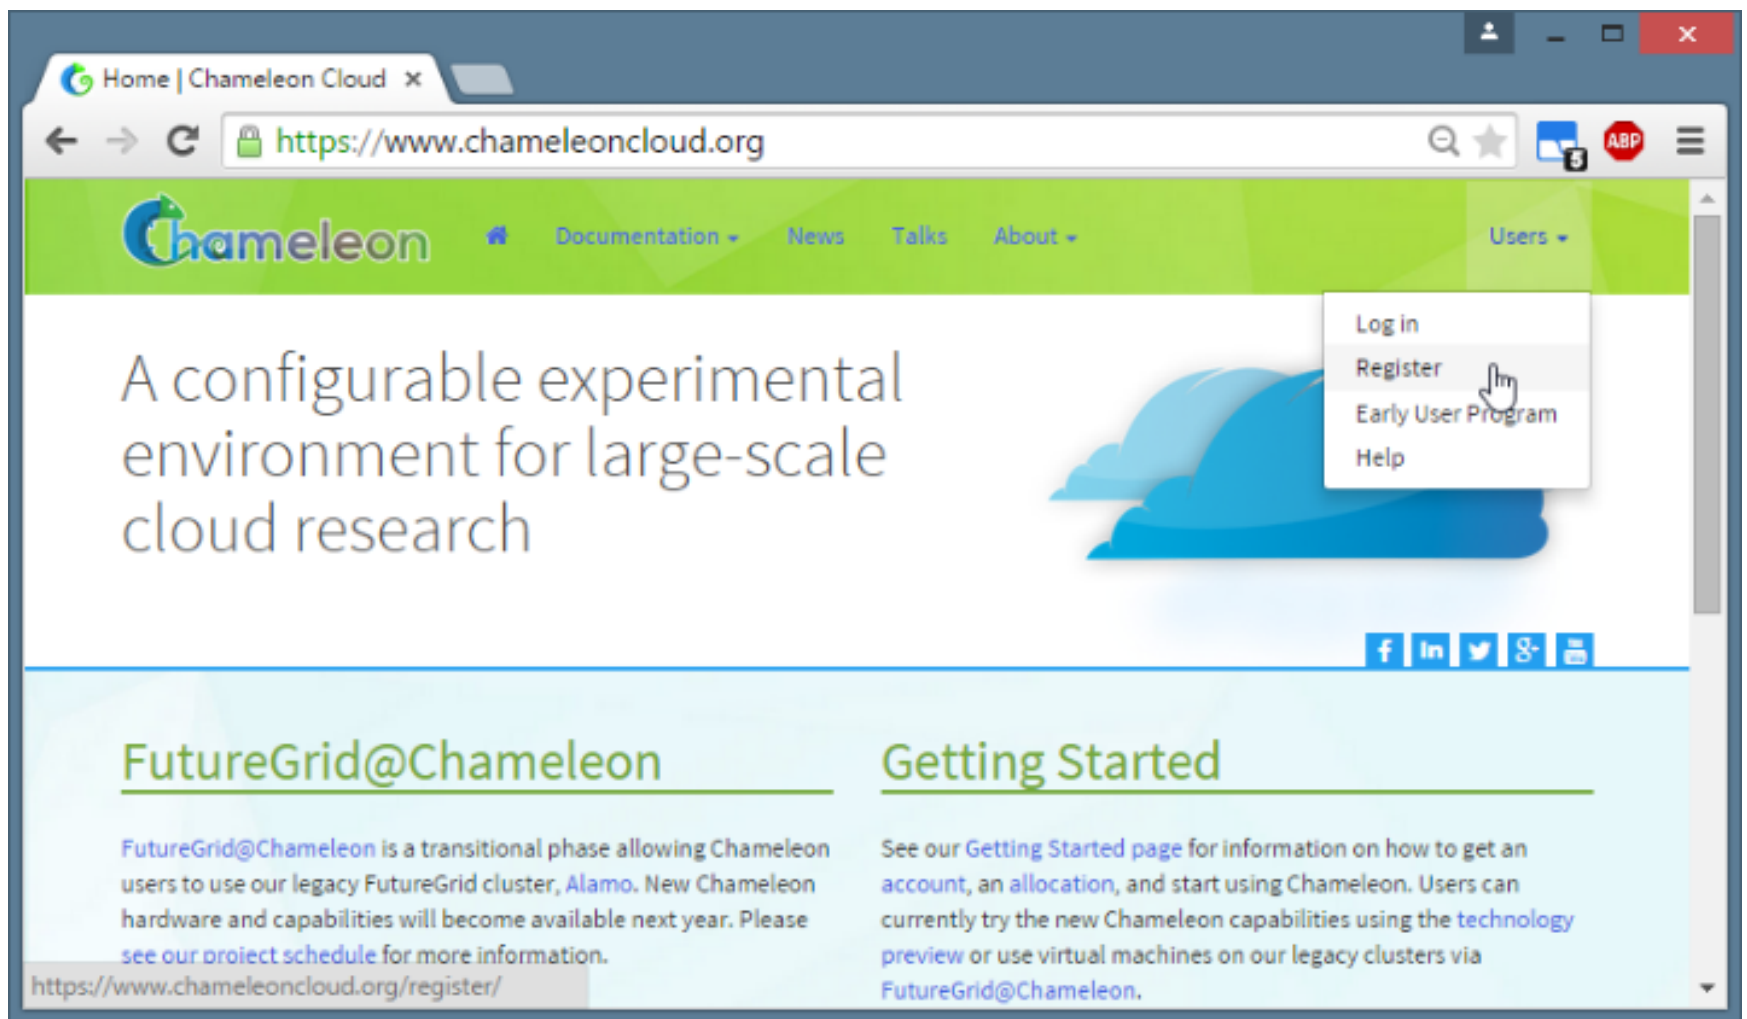 Home | Chameleon Cloud
https://www.chameleoncloud.org
5
ABP
Chameleon
Documentation
News
Talks
About
Users
Log in
Register
Early User Program
Help
A configurable experimental
environment for large-scale
cloud research
f in g+
FutureGrid@Chameleon
FutureGrid@Chameleon is a transitional phase allowing Chameleon
users to use our legacy FutureGrid cluster, Alamo. New Chameleon
hardware and capabilities will become available next year. Please
see our project schedule for more information.
Getting Started
See our Getting Started page for information on how to get an
account, an allocation, and start using Chameleon. Users can
currently try the new Chameleon capabilities using the technology
preview or use virtual machines on our legacy clusters via
FutureGrid@Chameleon.
https://www.chameleoncloud.org/register/